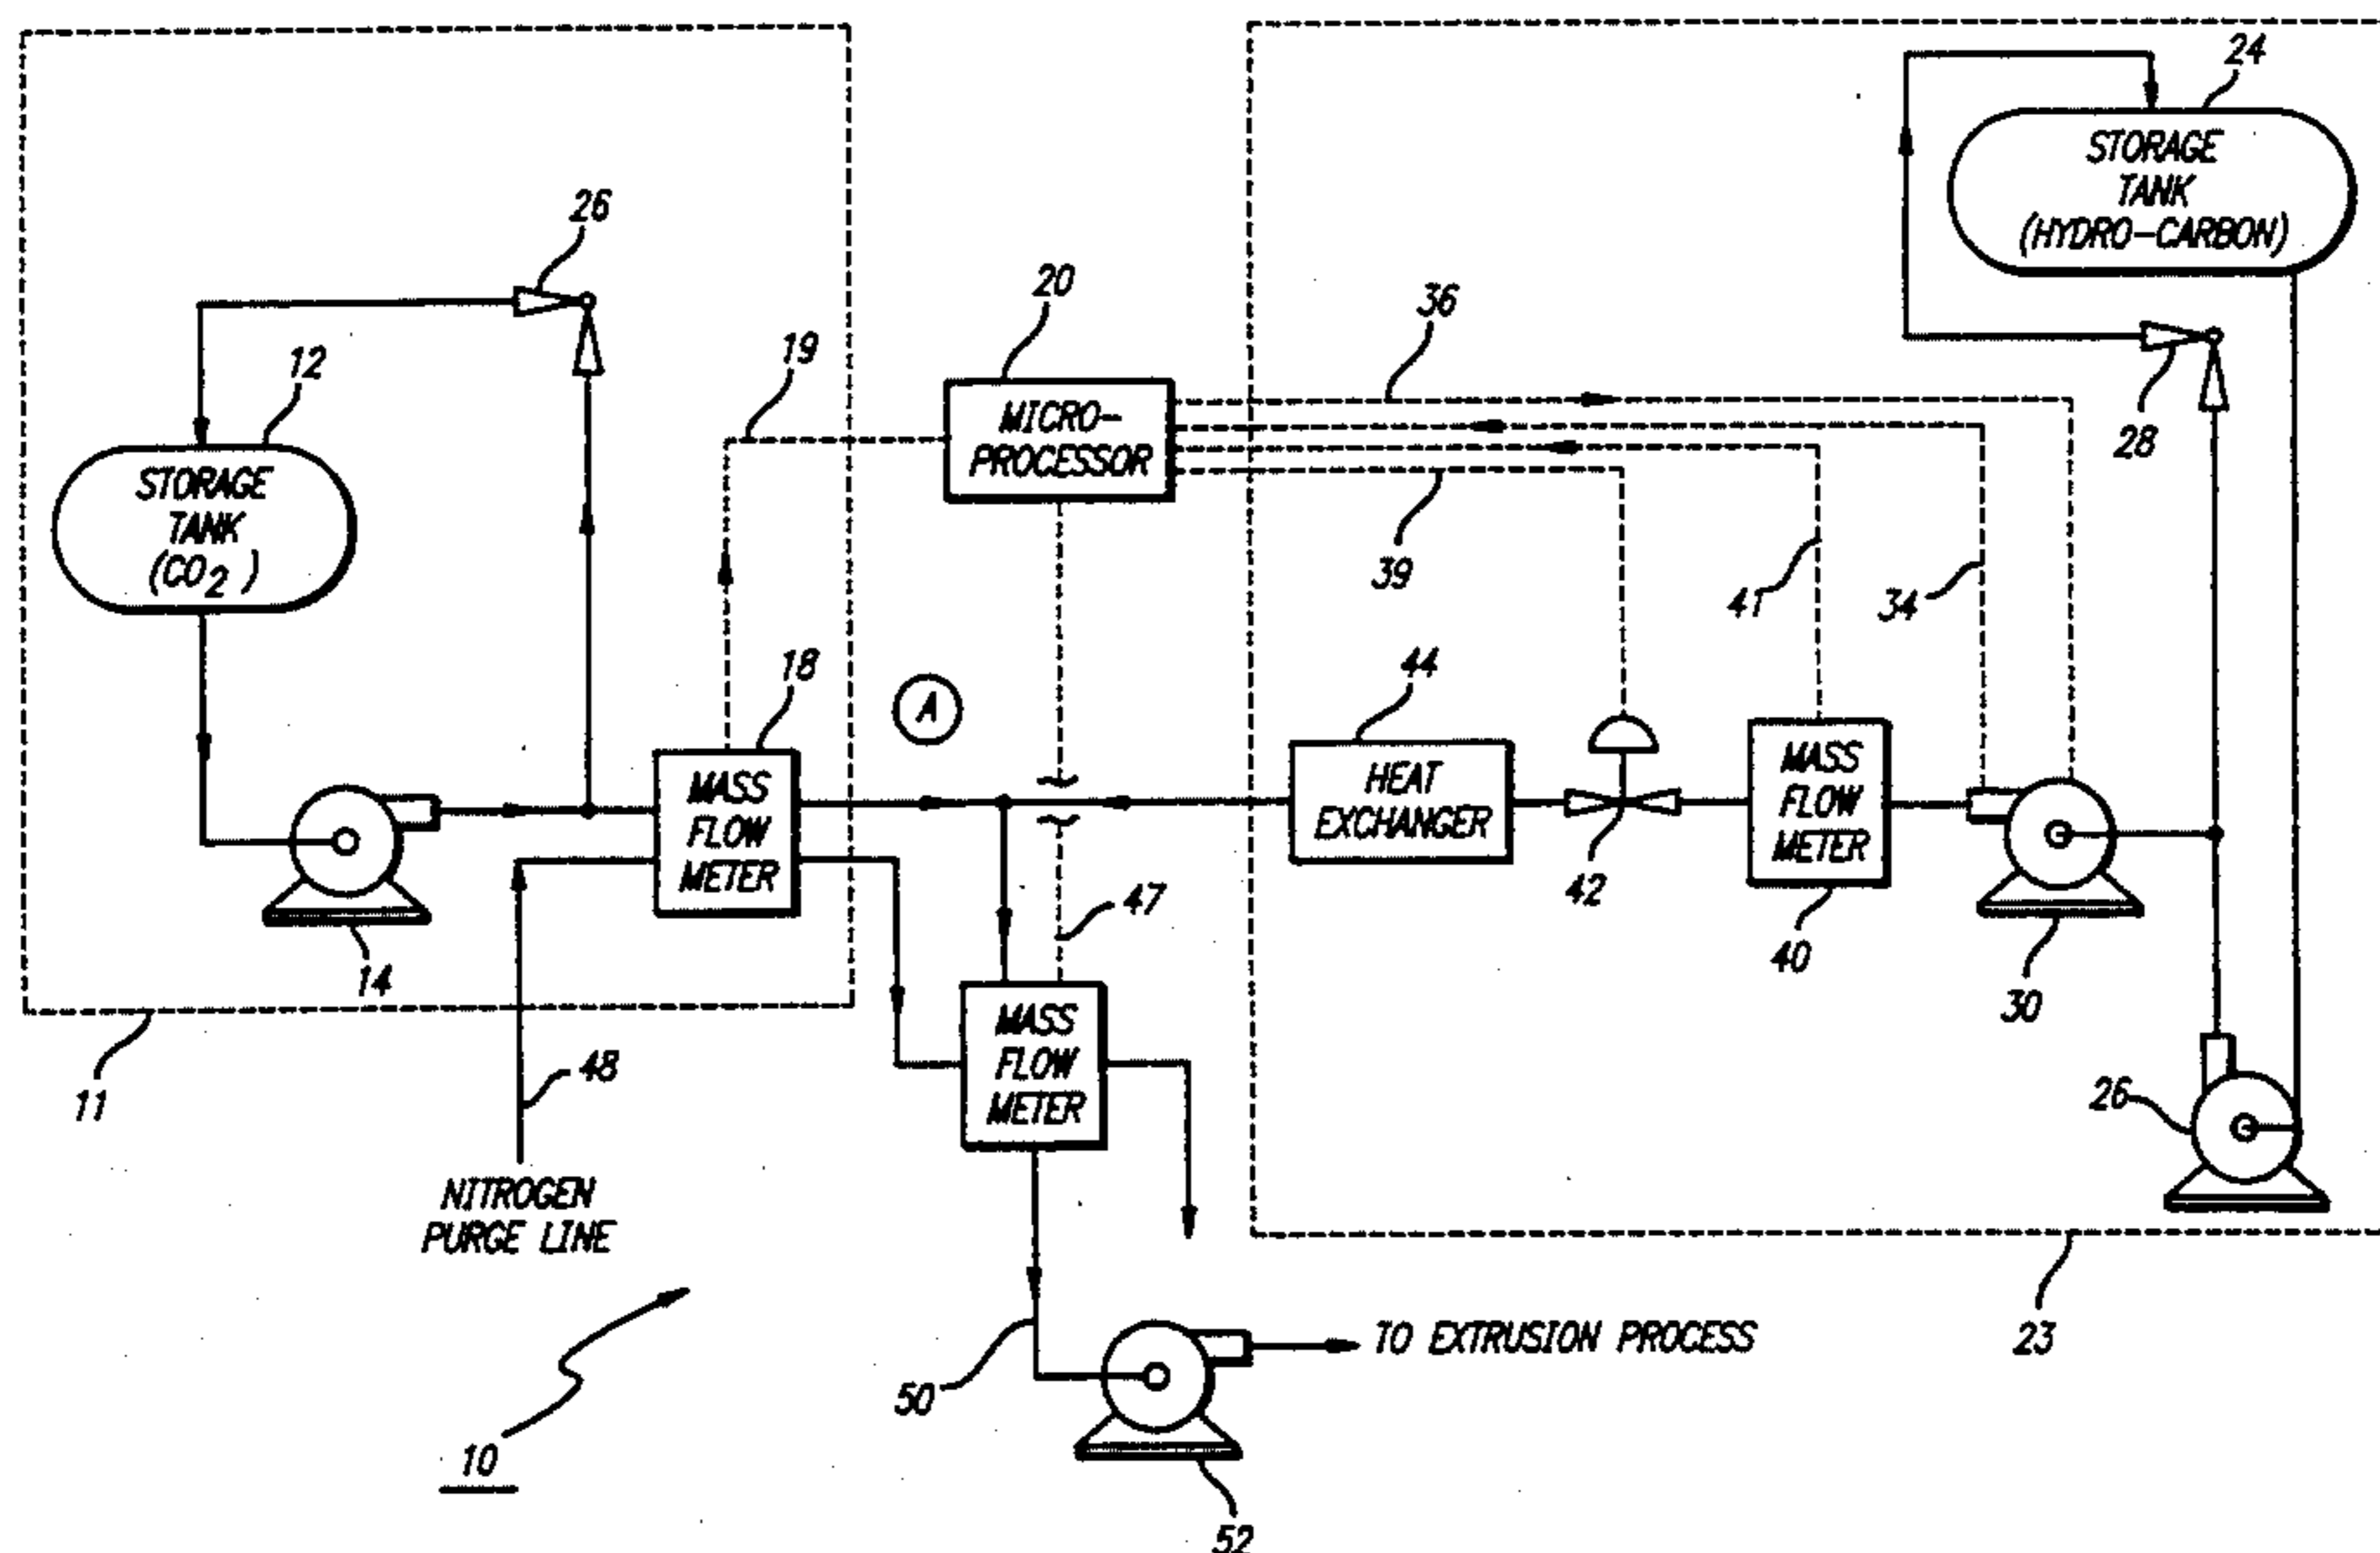 24
STORAGE
TANK
(HYDRO-CARBON)
26
20
36
12
19
28
MICRO-
PROCESSOR
STORAGE
TANK
(CO2)
39
41
34
18
A
44
MASS
FLOW
METER
HEAT
EXCHANGER
MASS
FLOW
METER
42
47
40
14
30
MASS
FLOW
METER
11
48
26
NITROGEN
PURGE LINE
23
TO EXTRUSION PROCESS
50
10
52